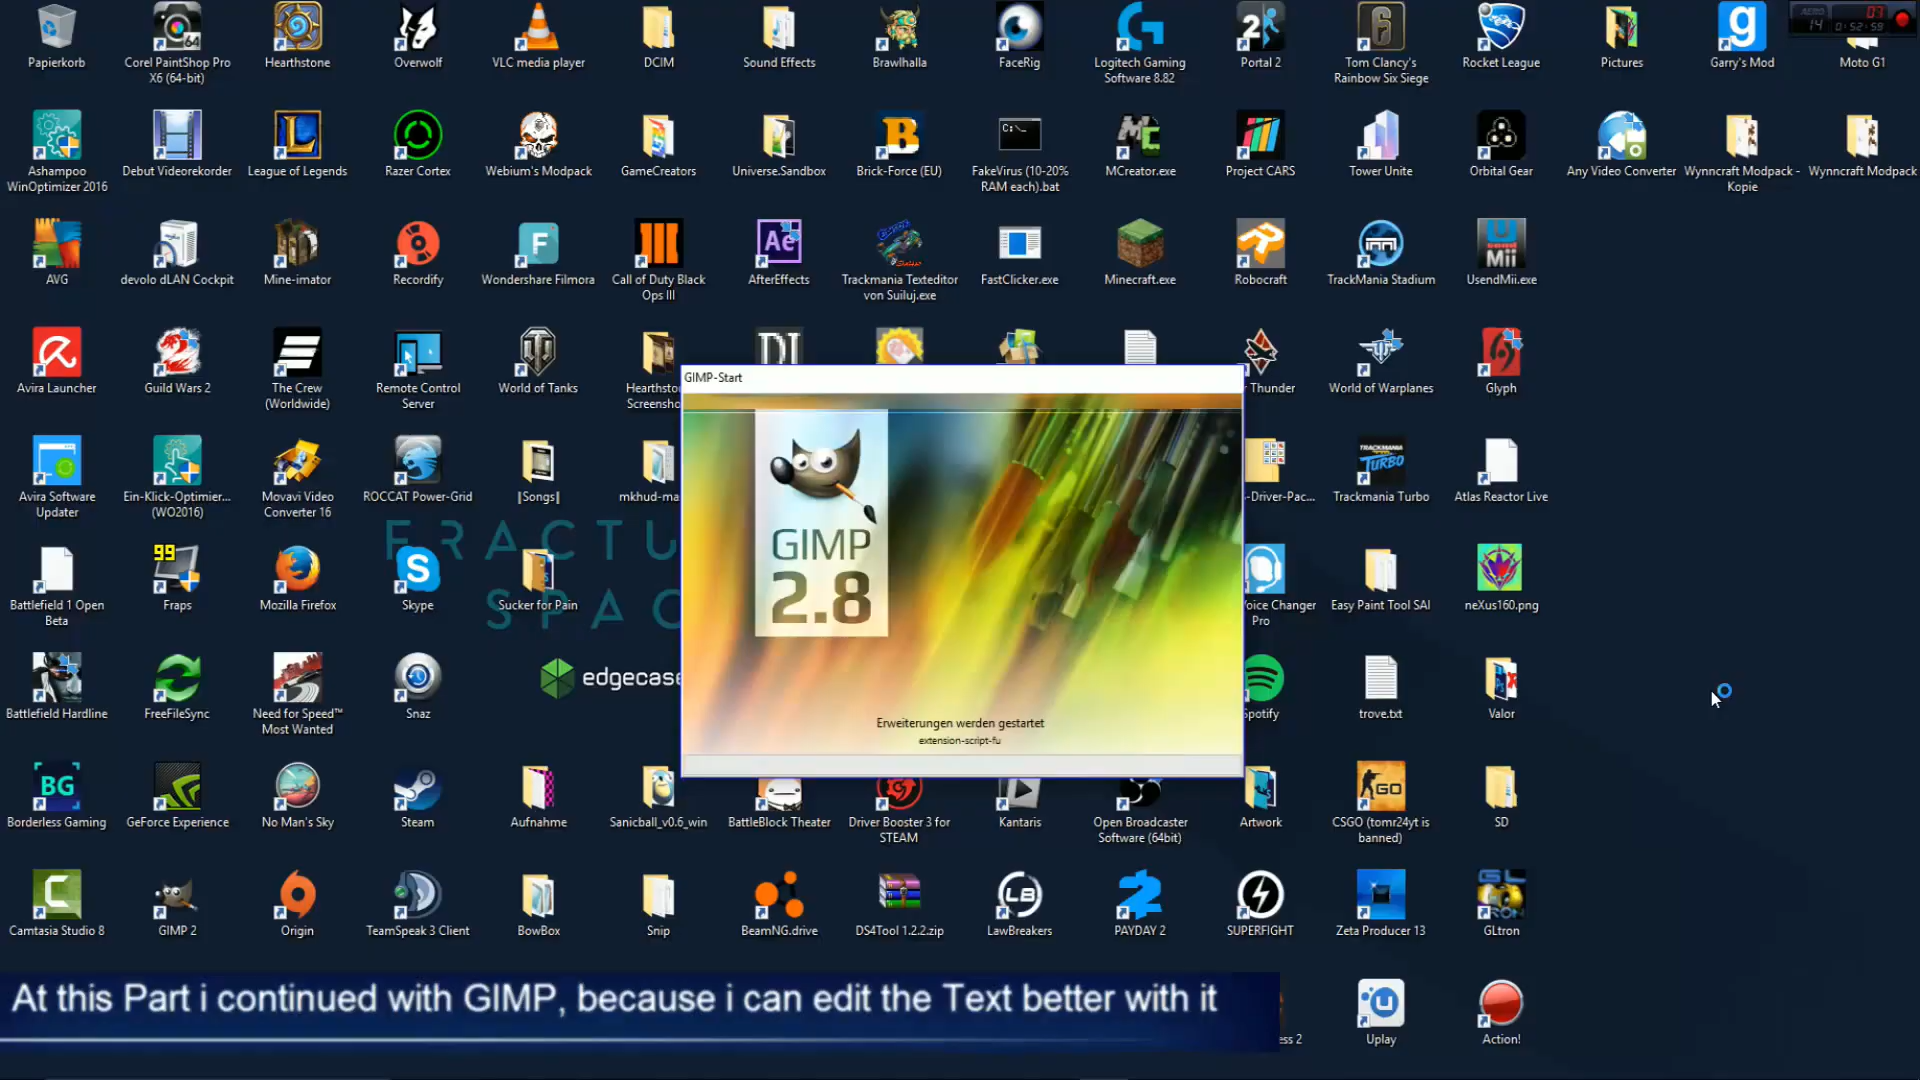 Papierkorb
Corel PaintShop Pro
X6 (64-bit)
Hearthstone
Overwolf
VLC media player
DCIM
Sound Effects
Brawlhalla
FaceRig
Logitech Gaming
Software 8.82
Portal 2
Tom Clancy's
Rainbow Six Siege
Rocket League
Pictures
Garry's Mod
Moto G1
07
14
0:52:59
Ashampoo
WinOptimizer 2016
Debut Videorekorder
League of Legends
Razer Cortex
Webium's Modpack
GameCreators
Universe.Sandbox
Brick-Force (EU)
FakeVirus (10-20%
RAM each).bat
MCreator.exe
Project CARS
Tower Unite
Orbital Gear
Any Video Converter
Wynncraft Modpack -
Kopie
Wynncraft Modpack
AVG
devolo dLAN Cockpit
Mine-imator
Recordify
Wondershare Filmora
Call of Duty Black
Ops III
AfterEffects
Trackmania Texteditor
von Suiluj.exe
FastClicker.exe
Minecraft.exe
Robocraft
TrackMania Stadium
UsendMii.exe
Avira Launcher
Guild Wars 2
The Crew
(Worldwide)
Remote Control
Server
World of Tanks
Hearthsto
Screensho
Thunder
World of Warplanes
Glyph
GIMP-Start
GIMP
2.8
Erweiterungen werden gestartet
extension-script-fu
Avira Software
Updater
Ein-Klick-Optimier...
(WO2016)
Movavi Video
Converter 16
ROCCAT Power-Grid
|Songs|
mkhud-ma
-Driver-Pac...
Trackmania Turbo
Atlas Reactor Live
FRACTU
SPAC
edgecase
Battlefield 1 Open
Beta
Fraps
Mozilla Firefox
Skype
Sucker for Pain
Voice Changer
Pro
Easy Paint Tool SAI
neXus160.png
Battlefield Hardline
FreeFileSync
Need for Speed™
Most Wanted
Snaz
Spotify
trove.txt
Valor
Borderless Gaming
GeForce Experience
No Man's Sky
Steam
Aufnahme
Sanicball_v0.6_win
BattleBlock Theater
Driver Booster 3 for
STEAM
Kantaris
Open Broadcaster
Software (64bit)
Artwork
CSGO (tomr24yt is
banned)
SD
Camtasia Studio 8
GIMP 2
Origin
TeamSpeak 3 Client
BowBox
Snip
BeamNG.drive
DS4Tool 1.2.2.zip
LawBreakers
PAYDAY 2
SUPERFIGHT
Zeta Producer 13
GLtron
At this Part i continued with GIMP, because i can edit the Text better with it
ess 2
Uplay
Action!